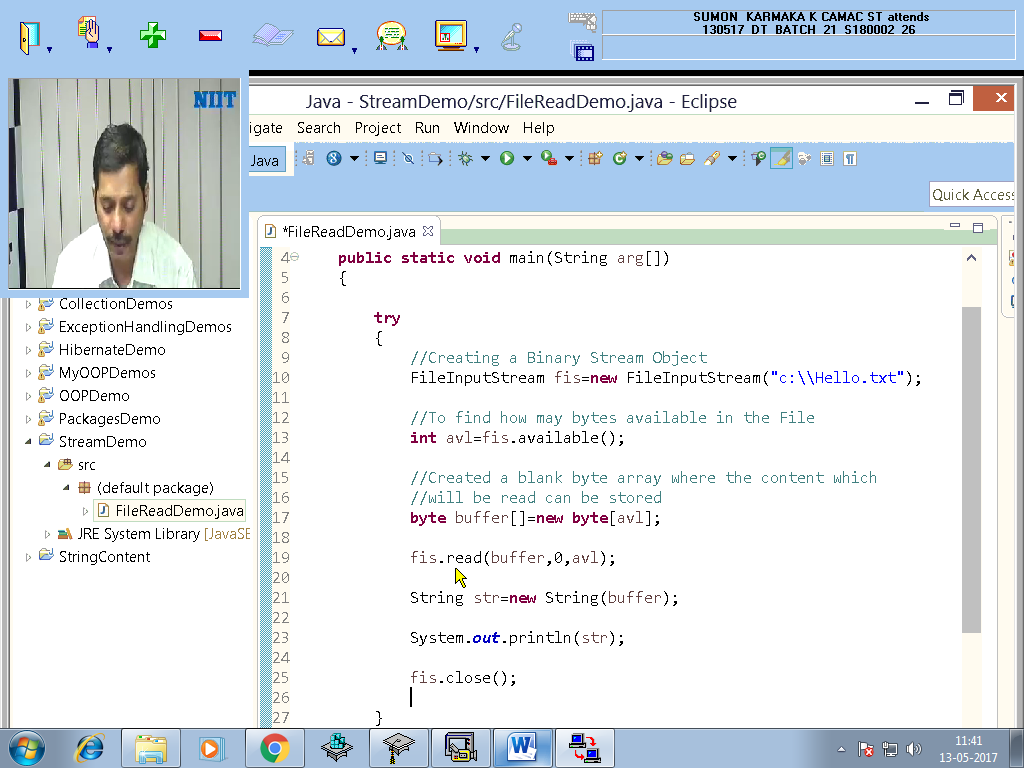 SUMON KARMAKA K CAMAC ST attends
130517 DT BATCH 21 S180002 26
NIIT
Java - StreamDemo/src/FileReadDemo.java - Eclipse
igate Search Project Run Window Help
Java
Quick Access
*FileReadDemo.java
4 public static void main(String arg[])
5 {
6
7 try
8 {
9 //Creating a Binary Stream Object
10 FileInputStream fis=new FileInputStream("c:\\Hello.txt");
11
12 //To find how may bytes available in the File
13 int avl=fis.available();
14
15 //Created a blank byte array where the content which
16 //will be read can be stored
17 byte buffer[]=new byte[avl];
18
19 fis.read(buffer,0,avl);
20
21 String str=new String(buffer);
22
23 System.out.println(str);
24
25 fis.close();
26
27 }
CollectionDemos
ExceptionHandlingDemos
HibernateDemo
MyOOPDemos
OOPDemo
PackagesDemo
StreamDemo
src
(default package)
FileReadDemo.java
JRE System Library [JavaSE
StringContent
11:41
13-05-2017